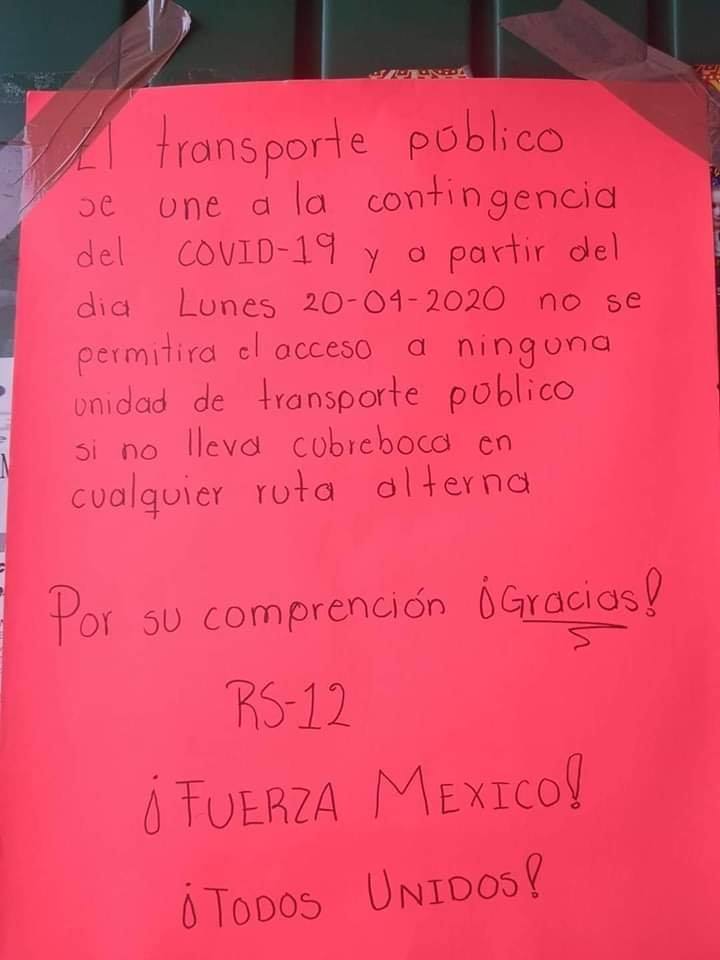 El transporte público
se une a la contingencia
del COVID-19 y a partir del
dia Lunes 20-04-2020 no se
permitira el acceso a ninguna
unidad de transporte público
si no lleva cubreboca en
cualquier ruta alterna
Por su comprención ¡Gracias!
RS-12
¡FUERZA MEXICO!
¡TODOS UNIDOS!